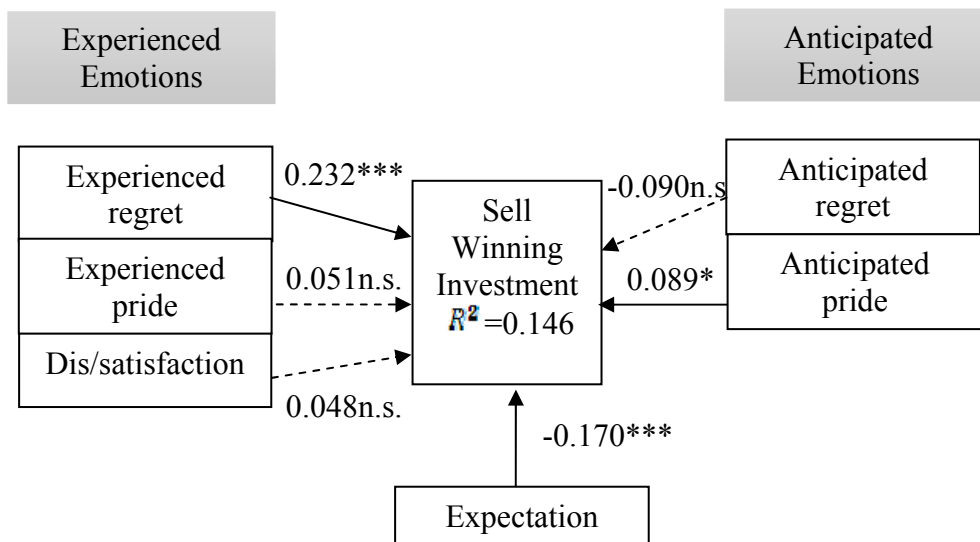 Experienced
Emotions
Anticipated
Emotions
Experienced
regret
0.232***
Experienced
pride
0.051n.s.
Dis/satisfaction
0.048n.s.
Sell
Winning
Investment
R² =0.146
-0.090n.s
Anticipated
regret
0.089*
Anticipated
pride
-0.170***
Expectation